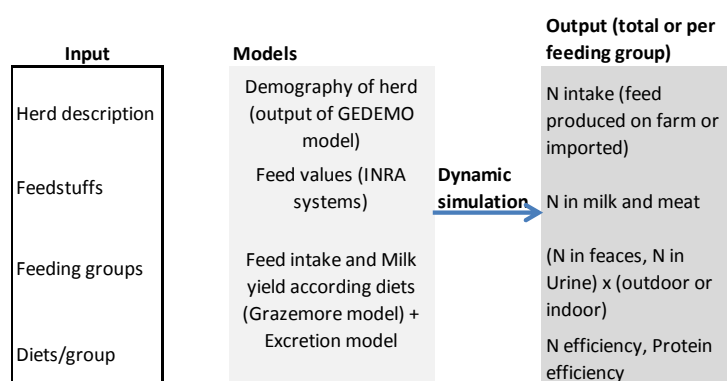 Input
Herd description
Feedstuffs
Feeding groups
Diets/group
Models
Demography of herd
(output of GEDEMO
model)
Feed values (INRA
systems)
Feed intake and Milk
yield according diets
(Grazemore model) +
Excretion model
Dynamic
simulation
Output (total or per
feeding group)
N intake (feed
produced on farm or
imported)
N in milk and meat
(N in feaces, N in
Urine) x (outdoor or
indoor)
N efficiency, Protein
efficiency